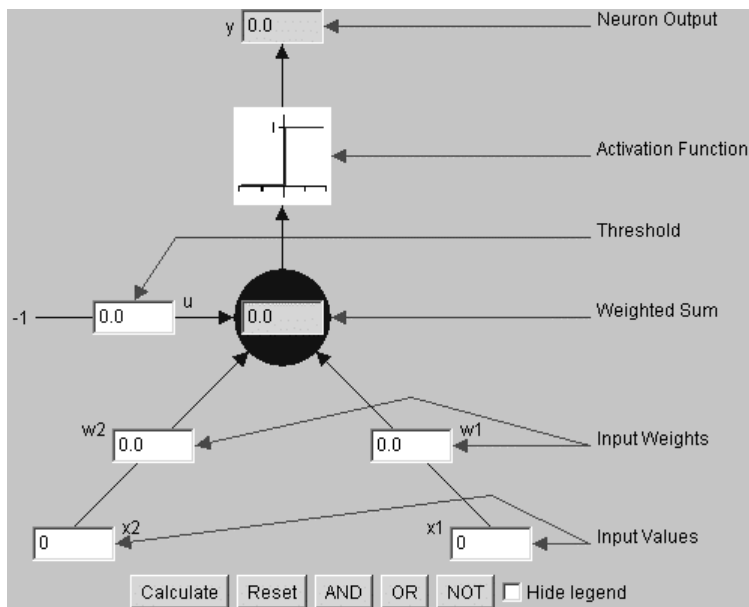 y 0.0 Neuron Output
1
Activation Function
Threshold
-1 0.0 u 0.0 Weighted Sum
w2 0.0 0.0 w1 Input Weights
0 x2 x1 0 Input Values
Calculate Reset AND OR NOT Hide legend